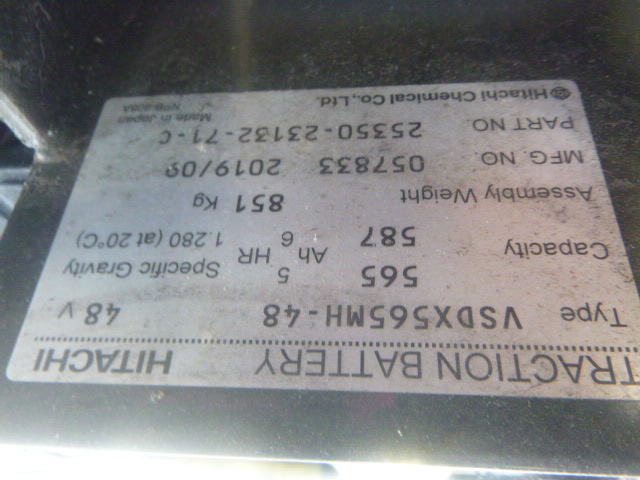 TRACTION BATTERY HITACHI
Type VSDX565MH-48 48 V
Capacity 565 Ah 5 HR Specific Gravity
587 6 1.280 (at 20°C)
Assembly Weight 851 Kg
MFG. NO. 057833 2019/09
PART NO 25350-23132-71-C
Hitachi Chemical Co., Ltd. Made in Japan